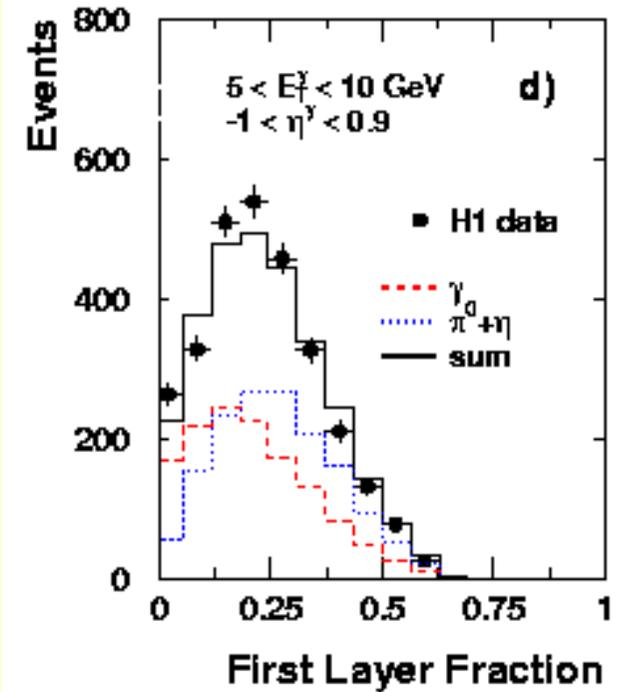 800
600
400
200
0
Events
5 < E_T^γ < 10 GeV
-1 < η^γ < 0.9
d)
H1 data
γ
π⁰+η
sum
0 0.25 0.5 0.75 1
First Layer Fraction